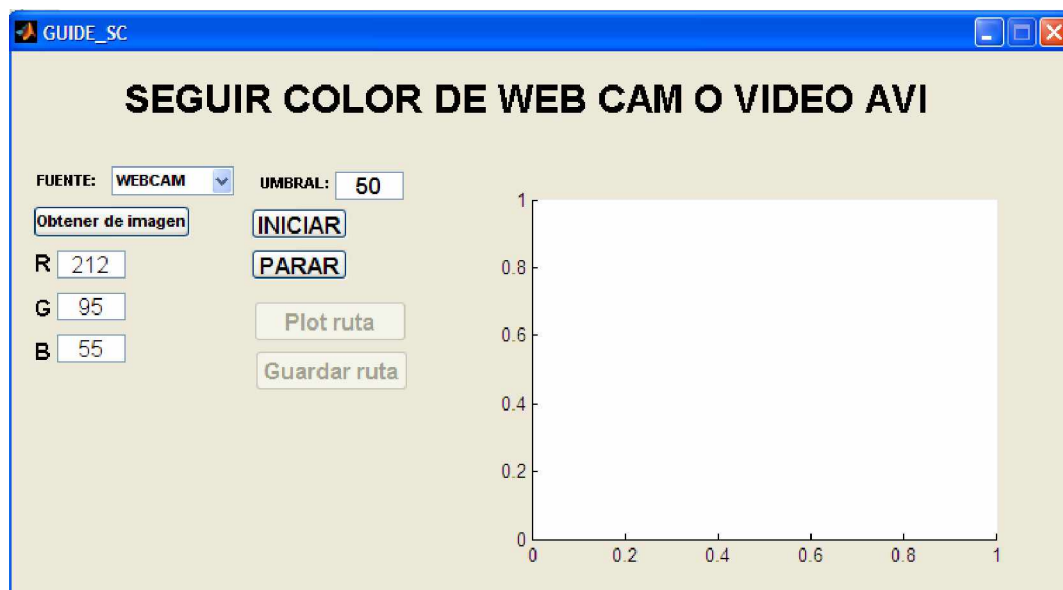 GUIDE_SC
SEGUIR COLOR DE WEB CAM O VIDEO AVI
FUENTE: WEBCAM UMBRAL: 50
Obtener de imagen INICIAR
R 212 PARAR
G 95 Plot ruta
B 55 Guardar ruta
1
0.8
0.6
0.4
0.2
0
0 0.2 0.4 0.6 0.8 1